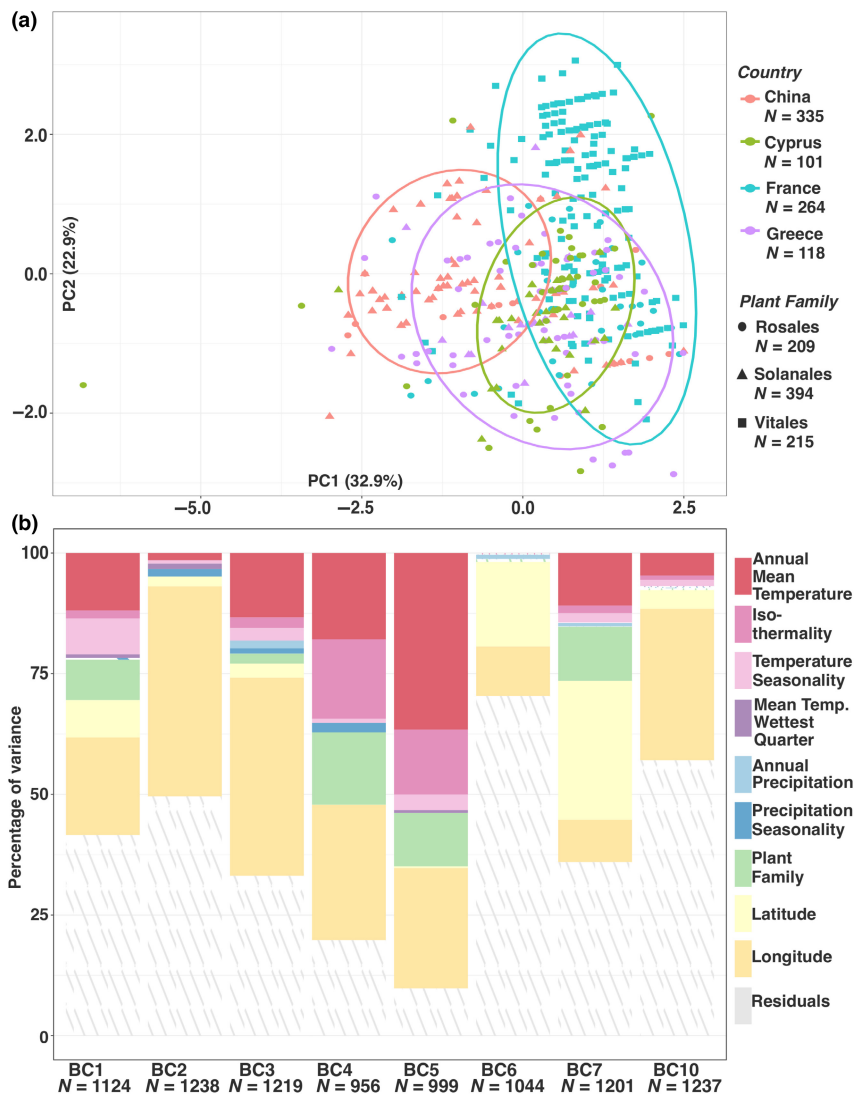 (a)
PC2 (22.9%)
2.0
0.0
−2.0
PC1 (32.9%)
−5.0
−2.5
0.0
2.5
Country
China
N = 335
Cyprus
N = 101
France
N = 264
Greece
N = 118
Plant Family
Rosales
N = 209
Solanales
N = 394
Vitales
N = 215
(b)
Percentage of variance
100
75
50
25
0
BC1
N = 1124
BC2
N = 1238
BC3
N = 1219
BC4
N = 956
BC5
N = 999
BC6
N = 1044
BC7
N = 1201
BC10
N = 1237
Annual
Mean
Temperature
Iso-
thermality
Temperature
Seasonality
Mean Temp.
Wettest
Quarter
Annual
Precipitation
Precipitation
Seasonality
Plant
Family
Latitude
Longitude
Residuals